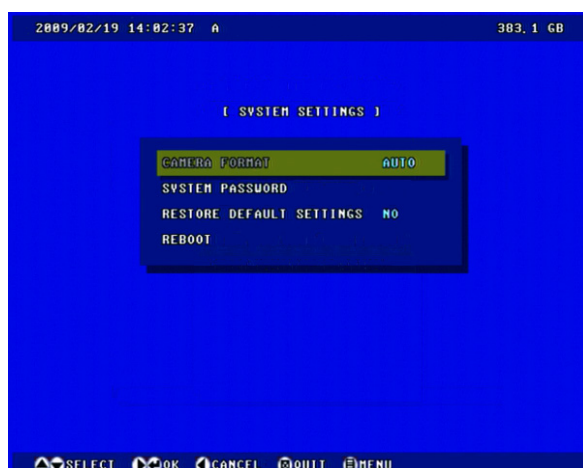 2009/02/19 14:02:37 A 383.1 GB
[ SYSTEM SETTINGS ]
CAMERA FORMAT AUTO
SYSTEM PASSWORD
RESTORE DEFAULT SETTINGS NO
REBOOT
SELECT OK CANCEL QUIT MENU